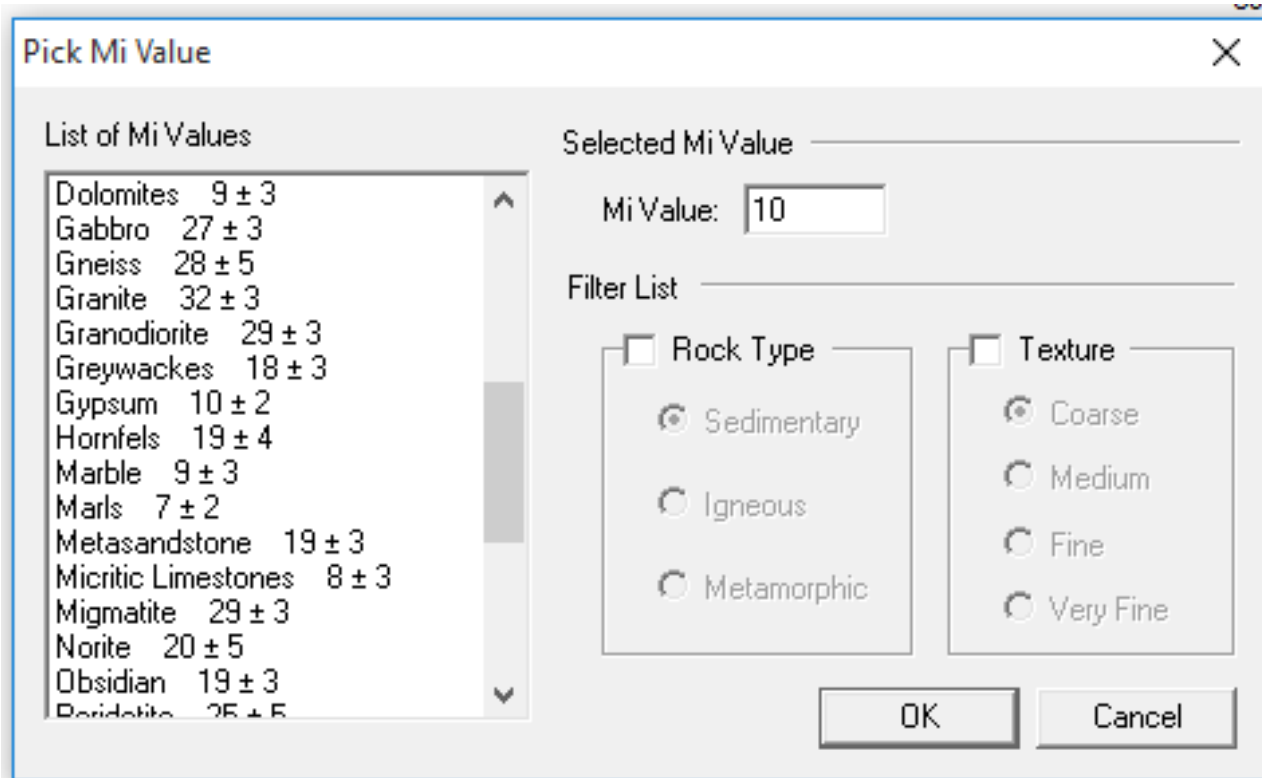 Pick Mi Value
List of Mi Values
Dolomites 9 ± 3
Gabbro 27 ± 3
Gneiss 28 ± 5
Granite 32 ± 3
Granodiorite 29 ± 3
Greywackes 18 ± 3
Gypsum 10 ± 2
Hornfels 19 ± 4
Marble 9 ± 3
Marls 7 ± 2
Metasandstone 19 ± 3
Micritic Limestones 8 ± 3
Migmatite 29 ± 3
Norite 20 ± 5
Obsidian 19 ± 3
Peridotite 25 ± 5
Selected Mi Value
Mi Value: 10
Filter List
Rock Type
Sedimentary
Igneous
Metamorphic
Texture
Coarse
Medium
Fine
Very Fine
OK
Cancel